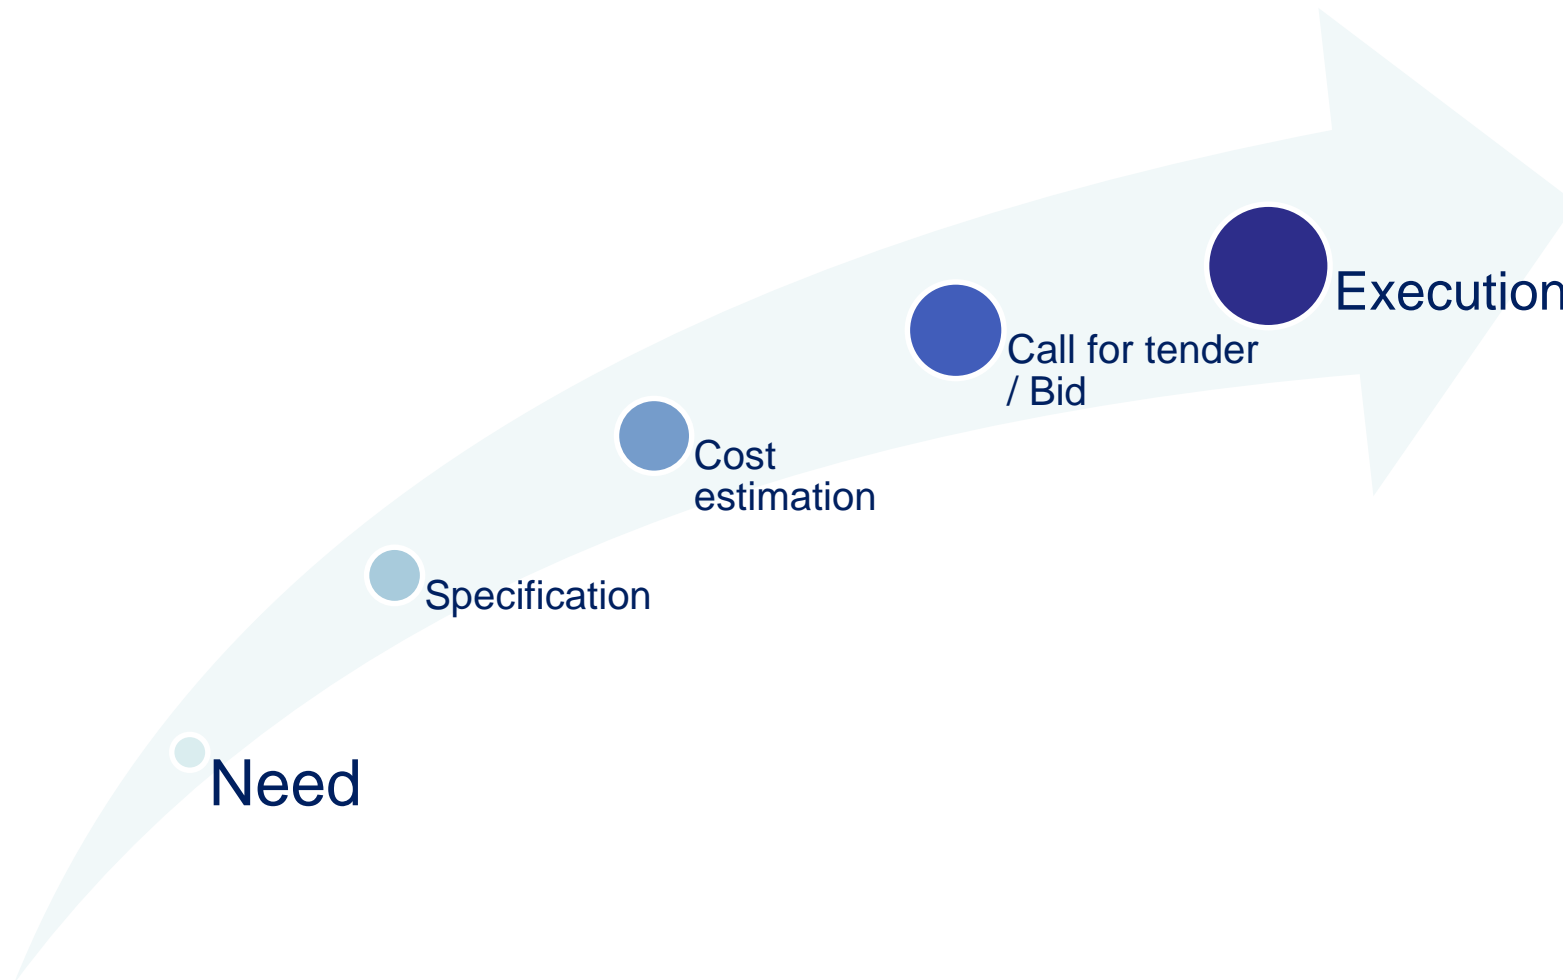 Execution
Call for tender
/ Bid
Cost
estimation
Specification
Need